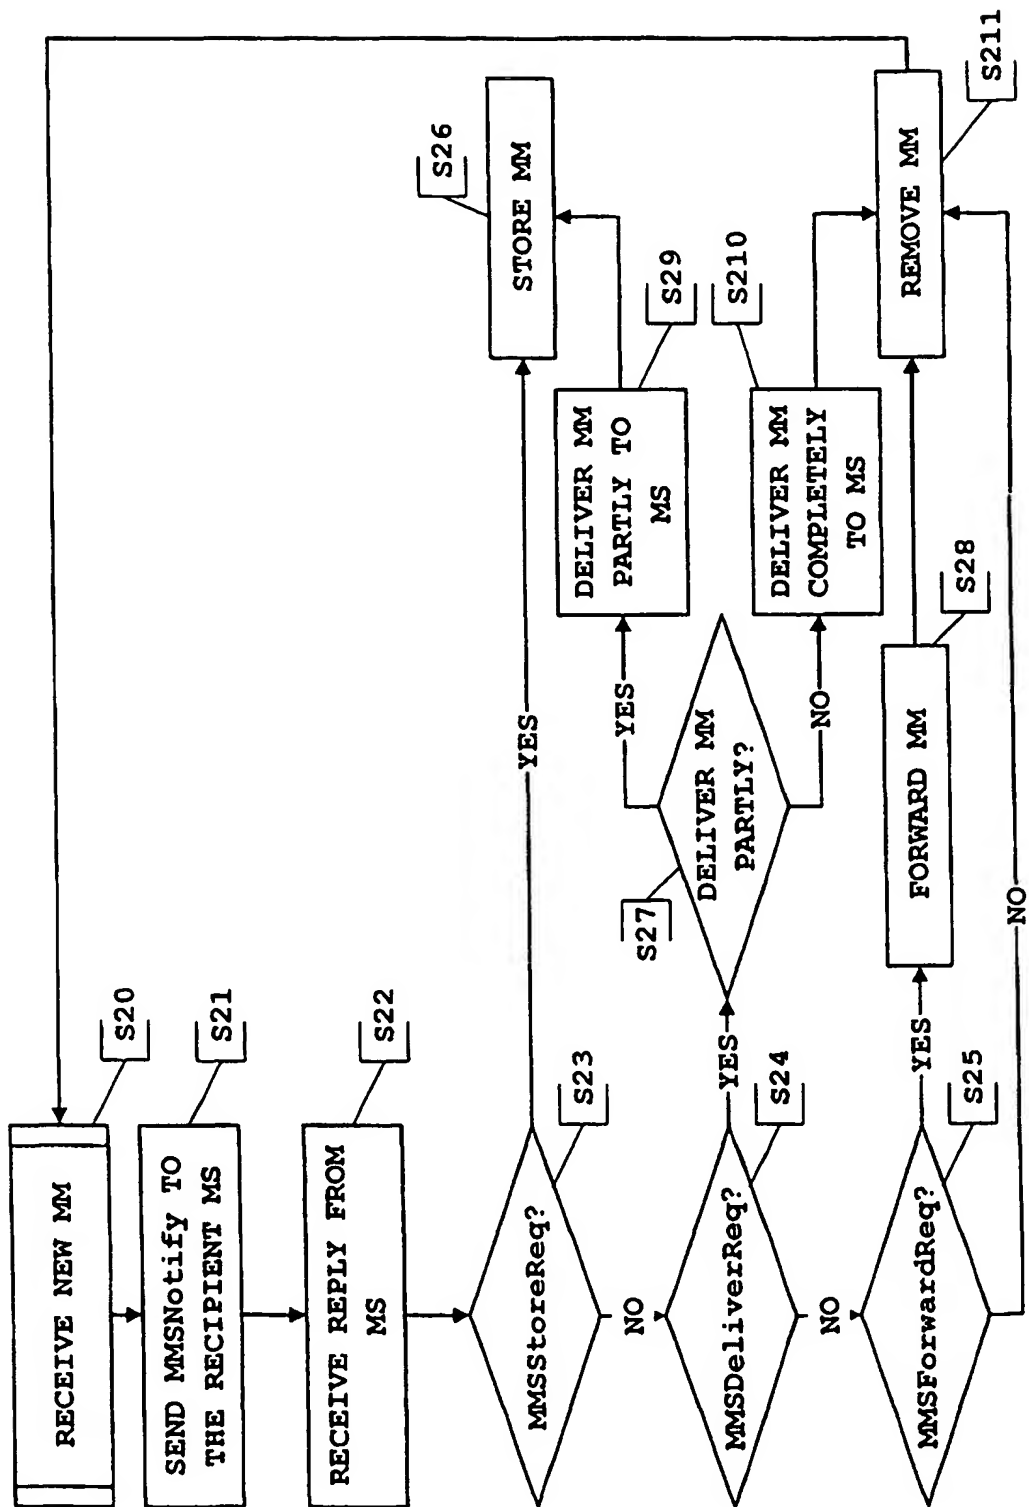 RECEIVE NEW MM
S20
SEND MMSNotify TO
THE RECIPIENT MS
S21
RECEIVE REPLY FROM
MS
S22
MMSStoreReq?
S23
YES
STORE MM
S26
NO
MMSDeliverReq?
S24
YES
DELIVER MM
PARTLY?
S27
YES
DELIVER MM
PARTLY TO
MS
S29
NO
DELIVER MM
COMPLETELY
TO MS
S210
NO
MMSForwardReq?
S25
YES
FORWARD MM
S28
REMOVE MM
S211
NO